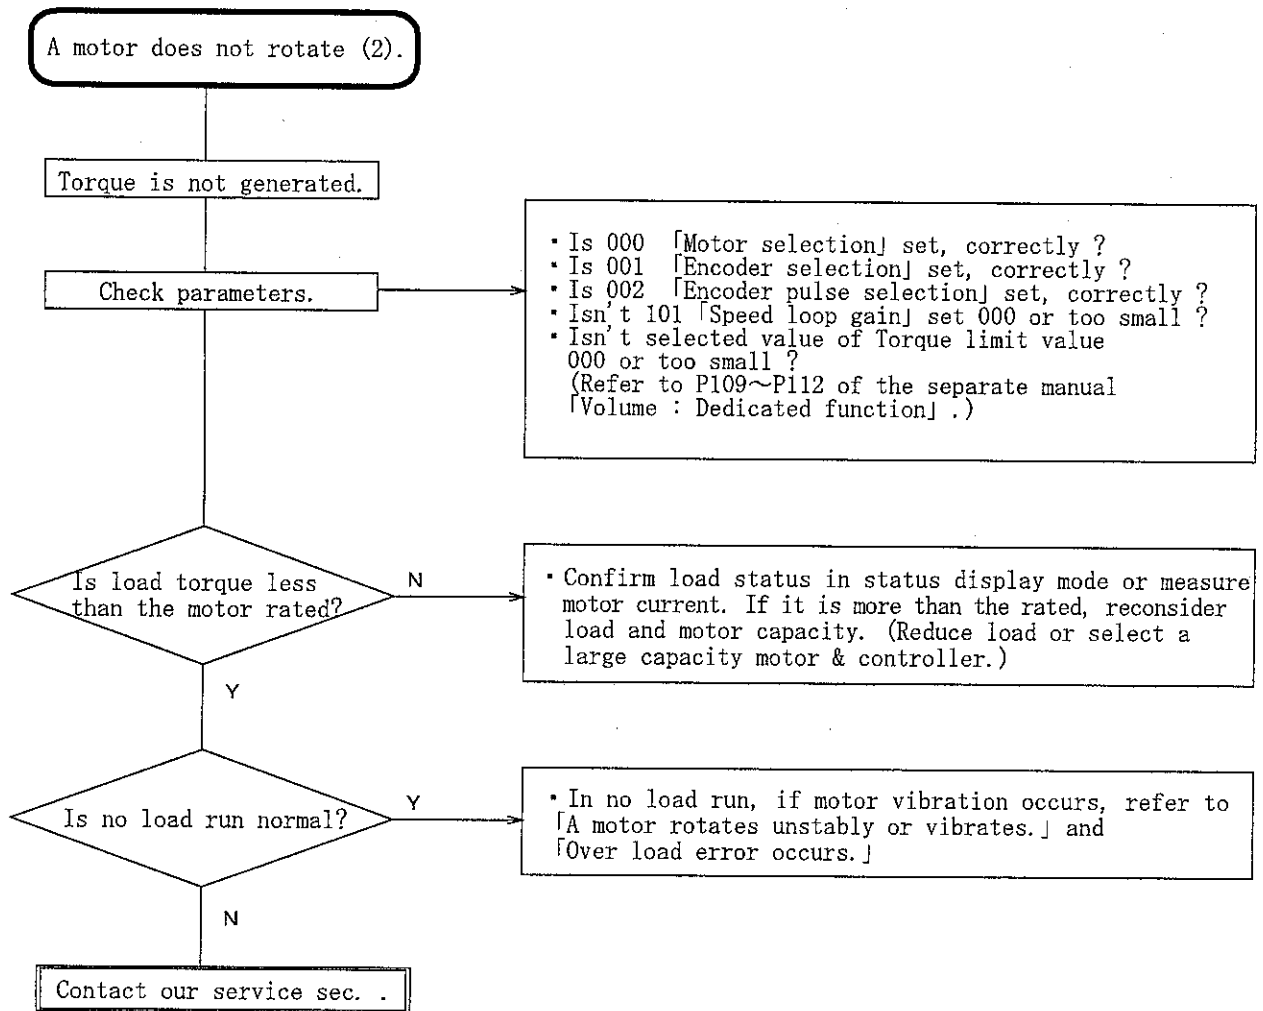 A motor does not rotate (2).
Torque is not generated.
Check parameters.
・Is 000 「Motor selection」 set, correctly ?
・Is 001 「Encoder selection」 set, correctly ?
・Is 002 「Encoder pulse selection」 set, correctly ?
・Isn't 101 「Speed loop gain」 set 000 or too small ?
・Isn't selected value of Torque limit value
000 or too small ?
(Refer to P109～P112 of the separate manual
「Volume : Dedicated function」 .)
Is load torque less
than the motor rated?
N
・Confirm load status in status display mode or measure
motor current. If it is more than the rated, reconsider
load and motor capacity. (Reduce load or select a
large capacity motor & controller.)
Y
Is no load run normal?
Y
・In no load run, if motor vibration occurs, refer to
「A motor rotates unstably or vibrates.」 and
「Over load error occurs.」
N
Contact our service sec. .